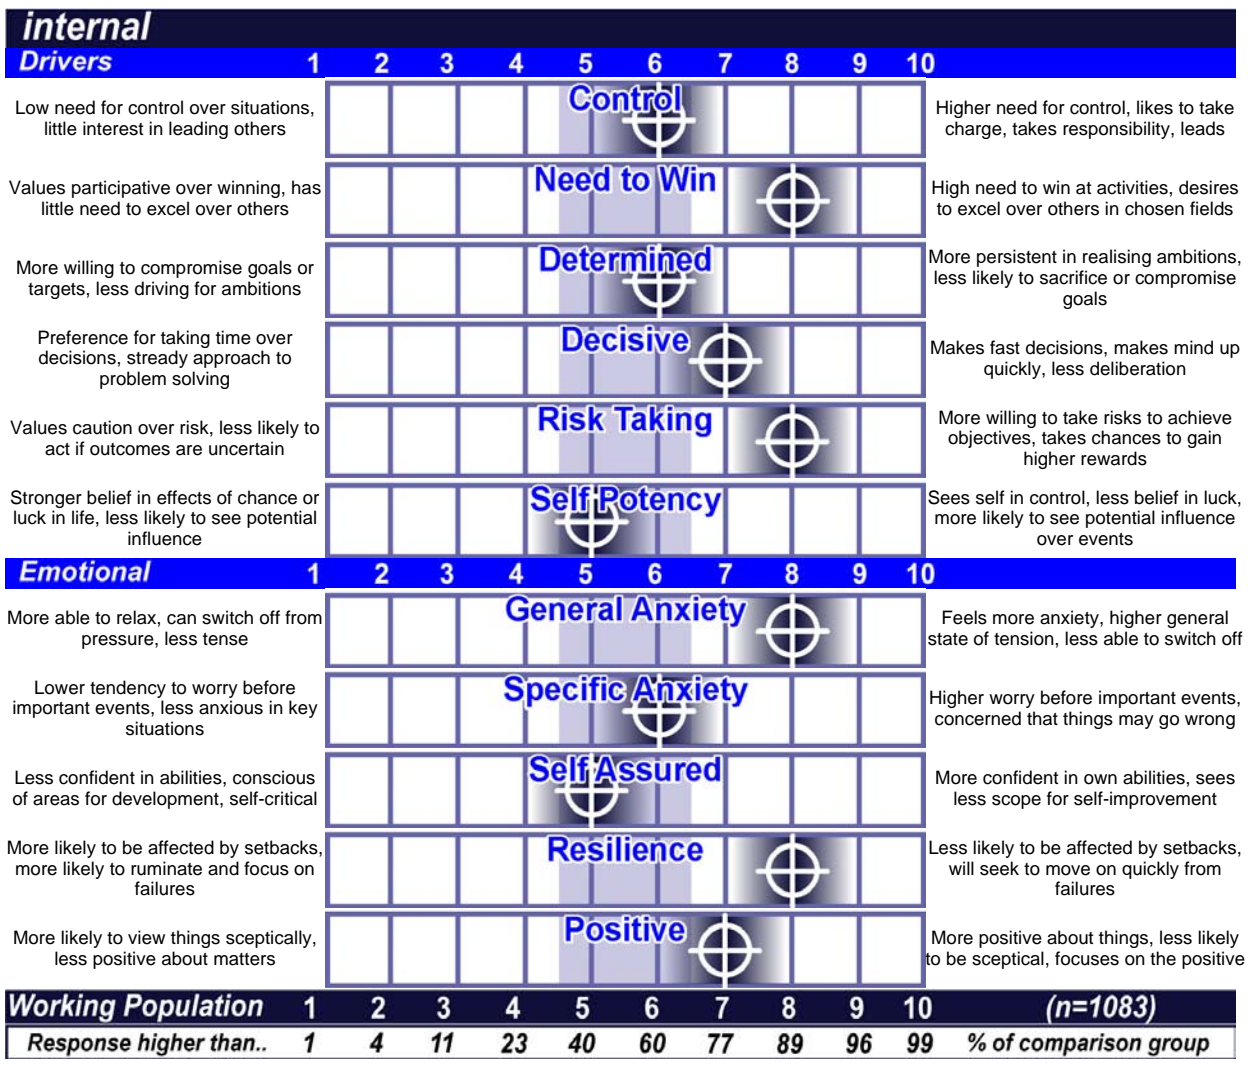 internal
Drivers 1 2 3 4 5 6 7 8 9 10
Low need for control over situations,
little interest in leading others
Control
Higher need for control, likes to take
charge, takes responsibility, leads
Values participative over winning, has
little need to excel over others
Need to Win
High need to win at activities, desires
to excel over others in chosen fields
More willing to compromise goals or
targets, less driving for ambitions
Determined
More persistent in realising ambitions,
less likely to sacrifice or compromise
goals
Preference for taking time over
decisions, stready approach to
problem solving
Decisive
Makes fast decisions, makes mind up
quickly, less deliberation
Values caution over risk, less likely to
act if outcomes are uncertain
Risk Taking
More willing to take risks to achieve
objectives, takes chances to gain
higher rewards
Stronger belief in effects of chance or
luck in life, less likely to see potential
influence
Self Potency
Sees self in control, less belief in luck,
more likely to see potential influence
over events
Emotional 1 2 3 4 5 6 7 8 9 10
More able to relax, can switch off from
pressure, less tense
General Anxiety
Feels more anxiety, higher general
state of tension, less able to switch off
Lower tendency to worry before
important events, less anxious in key
situations
Specific Anxiety
Higher worry before important events,
concerned that things may go wrong
Less confident in abilities, conscious
of areas for development, self-critical
Self Assured
More confident in own abilities, sees
less scope for self-improvement
More likely to be affected by setbacks,
more likely to ruminate and focus on
failures
Resilience
Less likely to be affected by setbacks,
will seek to move on quickly from
failures
More likely to view things sceptically,
less positive about matters
Positive
More positive about things, less likely
to be sceptical, focuses on the positive
Working Population 1 2 3 4 5 6 7 8 9 10 (n=1083)
Response higher than.. 1 4 11 23 40 60 77 89 96 99 % of comparison group